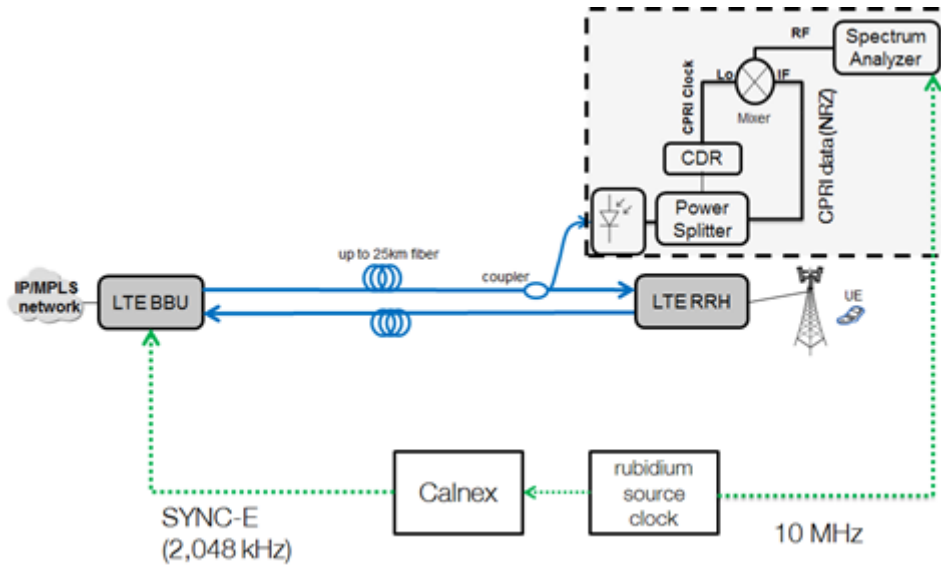 RF
Spectrum
Analyzer
CPRI Clock
Lo
IF
Mixer
CPRI data (NRZ)
CDR
Power
Splitter
up to 25km fiber
coupler
IP/MPLS
network
LTE BBU
LTE RRH
UE
Calnex
rubidium
source
clock
SYNC-E
(2,048 kHz)
10 MHz